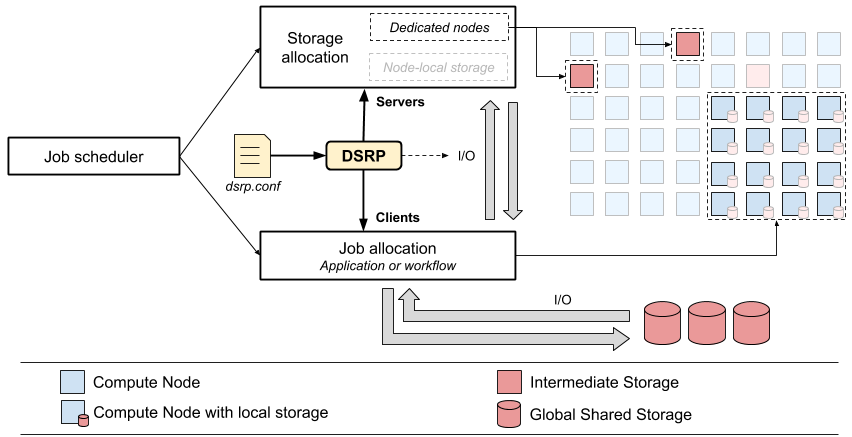 Dedicated nodes
Storage
allocation
Node-local storage
Servers
Job scheduler
dsrp.conf
DSRP
I/O
Clients
Job allocation
Application or workflow
I/O
Compute Node
Compute Node with local storage
Intermediate Storage
Global Shared Storage